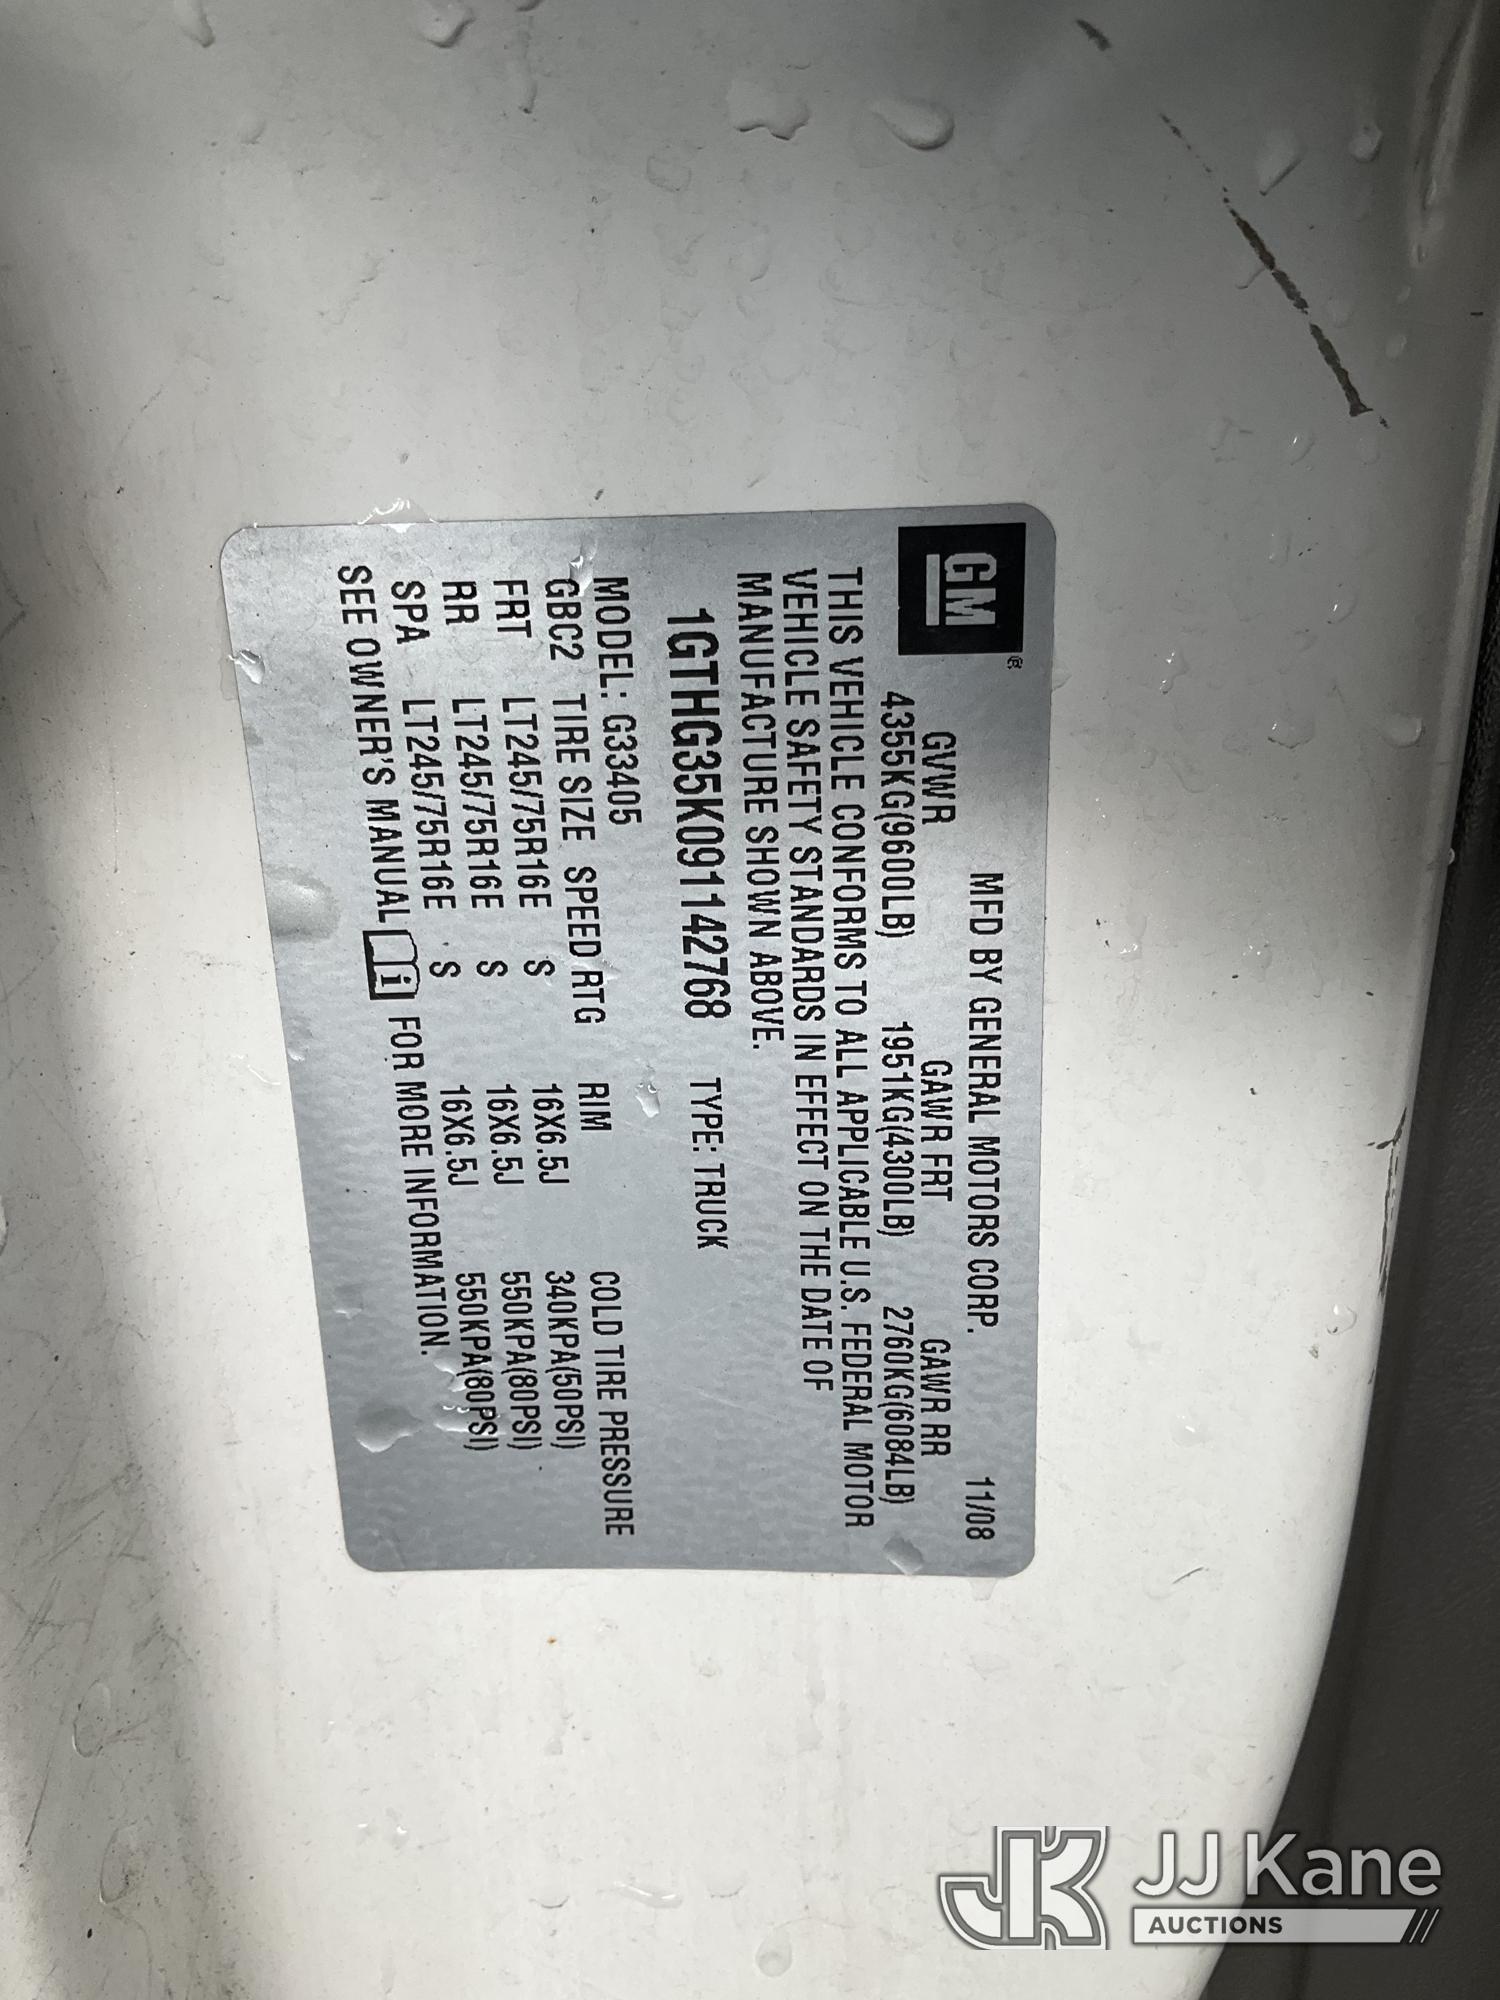 GM®
MFD BY GENERAL MOTORS CORP. 11/08
GVWR GAWR FRT GAWR RR
4355KG(9600LB) 1951KG(4300LB) 2760KG(6084LB)
THIS VEHICLE CONFORMS TO ALL APPLICABLE U.S. FEDERAL MOTOR
VEHICLE SAFETY STANDARDS IN EFFECT ON THE DATE OF
MANUFACTURE SHOWN ABOVE.
1GTHG35K091142768 TYPE: TRUCK
MODEL: G33405
GBC2 TIRE SIZE SPEED RTG RIM COLD TIRE PRESSURE
FRT LT245/75R16E S 16X6.5J 340KPA(50PSI)
RR LT245/75R16E S 16X6.5J 550KPA(80PSI)
SPA LT245/75R16E S 16X6.5J 550KPA(80PSI)
SEE OWNER'S MANUAL i FOR MORE INFORMATION.
JK JJ Kane
AUCTIONS